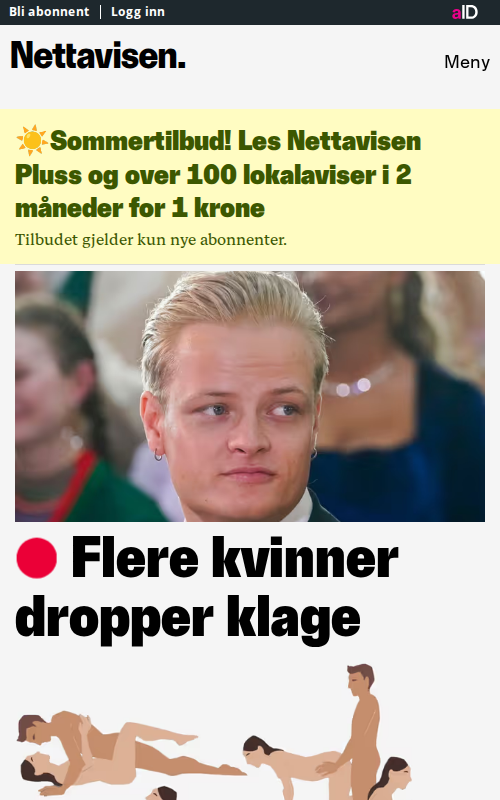 Bli abonnent | Logg inn
aID
Nettavisen.
Meny
☀️Sommertilbud! Les Nettavisen
Pluss og over 100 lokalaviser i 2
måneder for 1 krone
Tilbudet gjelder kun nye abonnenter.
Flere kvinner
dropper klage